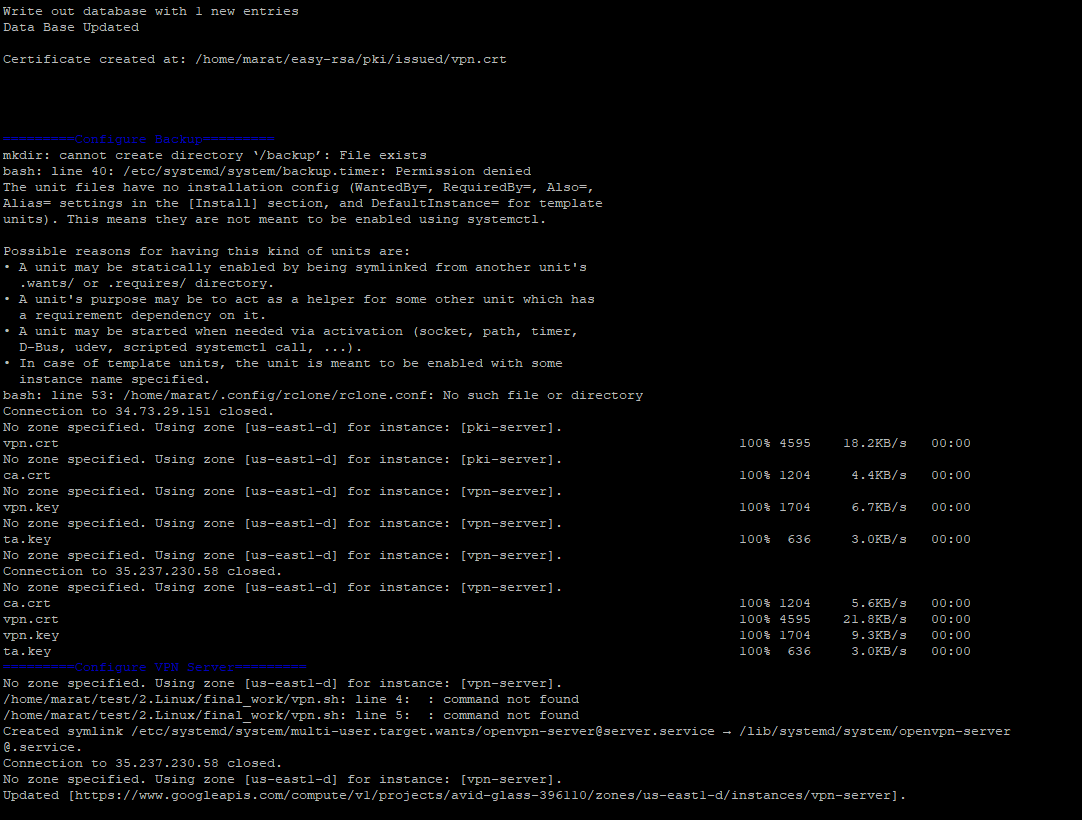 Write out database with 1 new entries
Data Base Updated
Certificate created at: /home/marat/easy-rsa/pki/issued/vpn.crt
=========Configure Backup=========
mkdir: cannot create directory ‘/backup’: File exists
bash: line 40: /etc/systemd/system/backup.timer: Permission denied
The unit files have no installation config (WantedBy=, RequiredBy=, Also=,
Alias= settings in the [Install] section, and DefaultInstance= for template
units). This means they are not meant to be enabled using systemctl.
Possible reasons for having this kind of units are:
• A unit may be statically enabled by being symlinked from another unit's
.wants/ or .requires/ directory.
• A unit's purpose may be to act as a helper for some other unit which has
a requirement dependency on it.
• A unit may be started when needed via activation (socket, path, timer,
D-Bus, udev, scripted systemctl call, ...).
• In case of template units, the unit is meant to be enabled with some
instance name specified.
bash: line 53: /home/marat/.config/rclone/rclone.conf: No such file or directory
Connection to 34.73.29.151 closed.
No zone specified. Using zone [us-east1-d] for instance: [pki-server].
vpn.crt 100% 4595 18.2KB/s 00:00
No zone specified. Using zone [us-east1-d] for instance: [pki-server].
ca.crt 100% 1204 4.4KB/s 00:00
No zone specified. Using zone [us-east1-d] for instance: [vpn-server].
vpn.key 100% 1704 6.7KB/s 00:00
No zone specified. Using zone [us-east1-d] for instance: [vpn-server].
ta.key 100% 636 3.0KB/s 00:00
No zone specified. Using zone [us-east1-d] for instance: [vpn-server].
Connection to 35.237.230.58 closed.
No zone specified. Using zone [us-east1-d] for instance: [vpn-server].
ca.crt 100% 1204 5.6KB/s 00:00
vpn.crt 100% 4595 21.8KB/s 00:00
vpn.key 100% 1704 9.3KB/s 00:00
ta.key 100% 636 3.0KB/s 00:00
=========Configure VPN Server=========
No zone specified. Using zone [us-east1-d] for instance: [vpn-server].
/home/marat/test/2.Linux/final_work/vpn.sh: line 4:  : command not found
/home/marat/test/2.Linux/final_work/vpn.sh: line 5:  : command not found
Created symlink /etc/systemd/system/multi-user.target.wants/openvpn-server@server.service → /lib/systemd/system/openvpn-server
@.service.
Connection to 35.237.230.58 closed.
No zone specified. Using zone [us-east1-d] for instance: [vpn-server].
Updated [https://www.googleapis.com/compute/v1/projects/avid-glass-396110/zones/us-east1-d/instances/vpn-server].